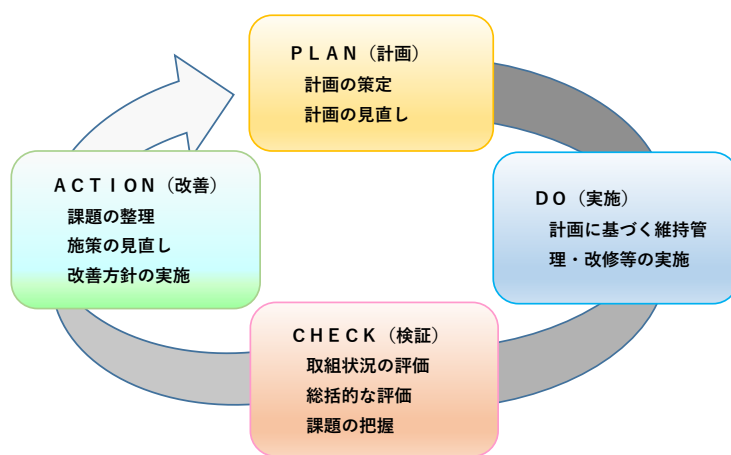 ＰＬＡＮ（計画）
計画の策定
計画の見直し
ＤＯ（実施）
計画に基づく維持管
理・改修等の実施
ＣＨＥＣＫ（検証）
取組状況の評価
総括的な評価
課題の把握
ＡＣＴＩＯＮ（改善）
課題の整理
施策の見直し
改善方針の実施